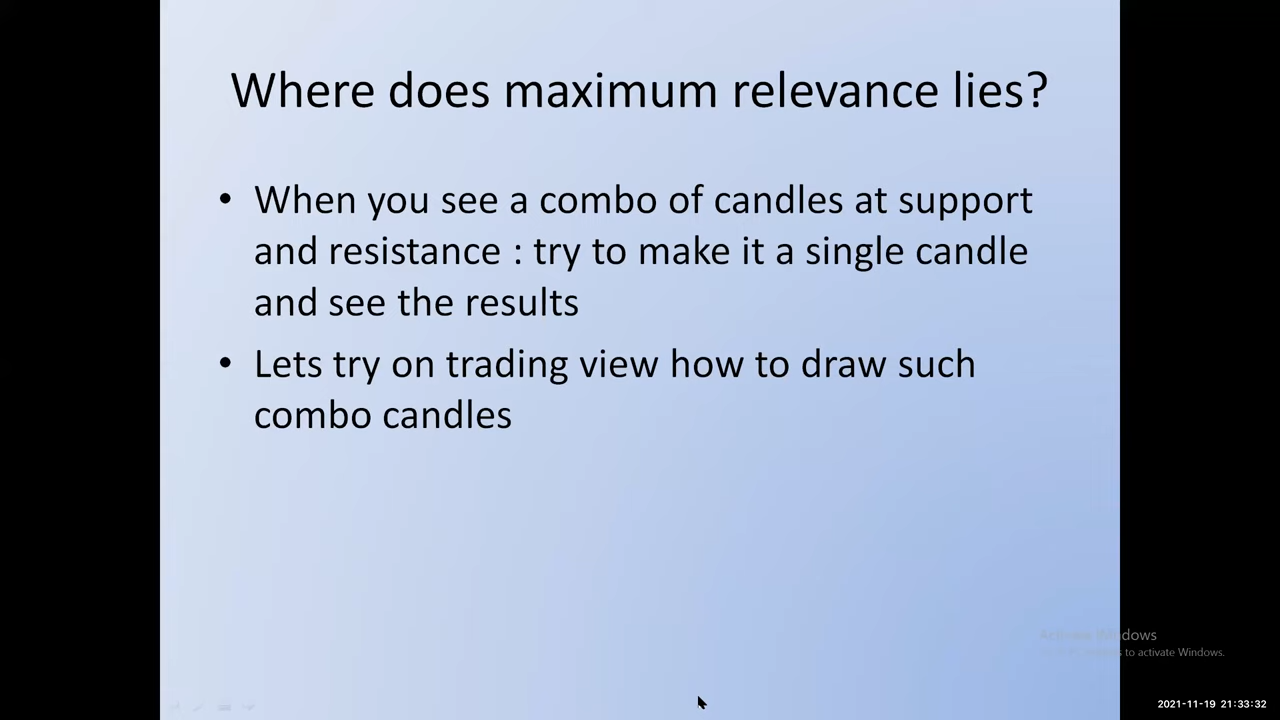 Where does maximum relevance lies?
• When you see a combo of candles at support
and resistance : try to make it a single candle
and see the results
• Lets try on trading view how to draw such
combo candles
Activate Windows
to activate Windows.
2021-11-19 21:33:32